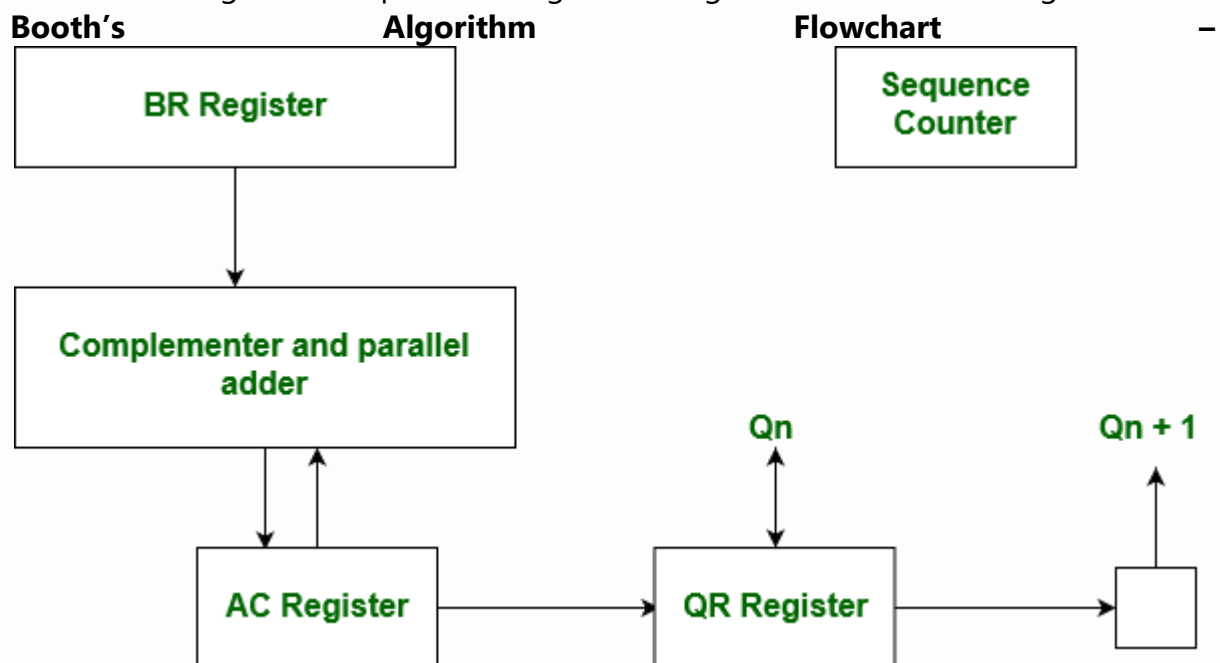 Booth’s Algorithm Flowchart –
BR Register
Sequence
Counter
Complementer and parallel
adder
Qn
Qn + 1
AC Register
QR Register